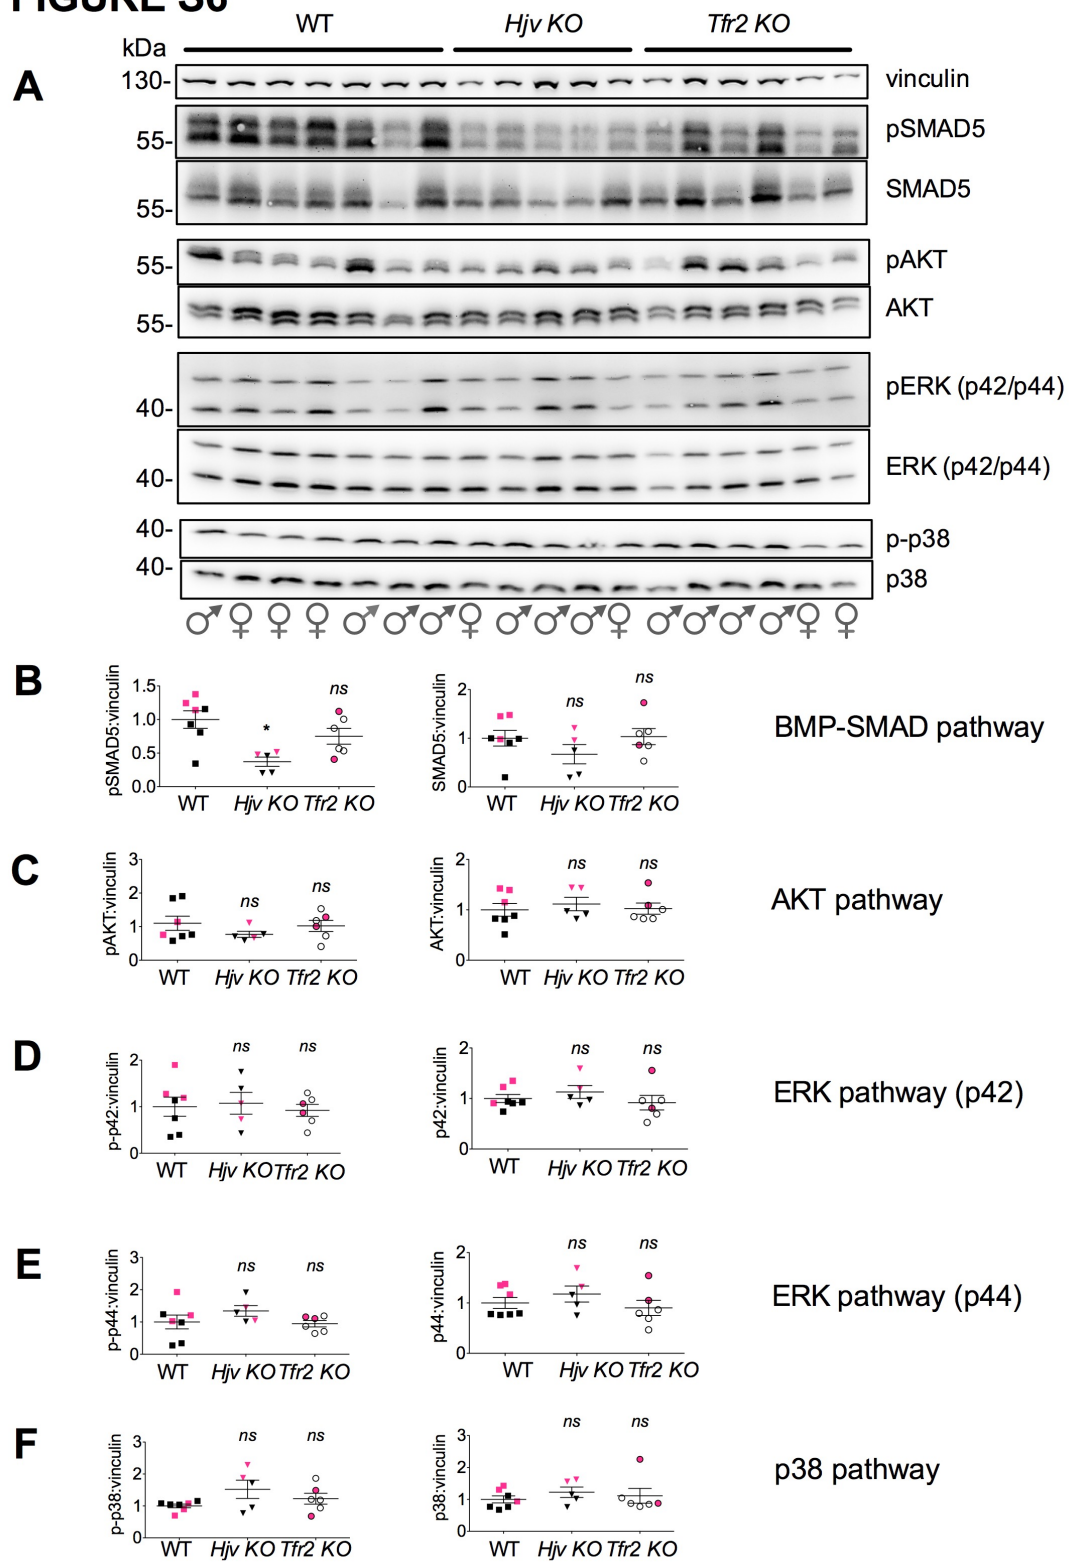 FIGURE S6
WT Hjv KO Tfr2 KO
kDa
A
130- vinculin
55- pSMAD5
55- SMAD5
55- pAKT
55- AKT
40- pERK (p42/p44)
40- ERK (p42/p44)
40- p-p38
40- p38
♂ ♀ ♀ ♀ ♂ ♂ ♂ ♀ ♂ ♂ ♂ ♀ ♂ ♂ ♂ ♂ ♀ ♀
B
pSMAD5:vinculin
1.5
1.0
0.5
0.0
* ns
WT Hjv KO Tfr2 KO
SMAD5:vinculin
2
1
0
ns ns
WT Hjv KO Tfr2 KO
BMP-SMAD pathway
C
pAKT:vinculin
3
2
1
0
ns ns
WT Hjv KO Tfr2 KO
AKT:vinculin
2
1
0
ns ns
WT Hjv KO Tfr2 KO
AKT pathway
D
p-p42:vinculin
2
1
0
ns ns
WT Hjv KO Tfr2 KO
p42:vinculin
2
1
0
ns ns
WT Hjv KO Tfr2 KO
ERK pathway (p42)
E
p-p44:vinculin
3
2
1
0
ns ns
WT Hjv KO Tfr2 KO
p44:vinculin
2
1
0
ns ns
WT Hjv KO Tfr2 KO
ERK pathway (p44)
F
p-p38:vinculin
3
2
1
0
ns ns
WT Hjv KO Tfr2 KO
p38:vinculin
3
2
1
0
ns ns
WT Hjv KO Tfr2 KO
p38 pathway